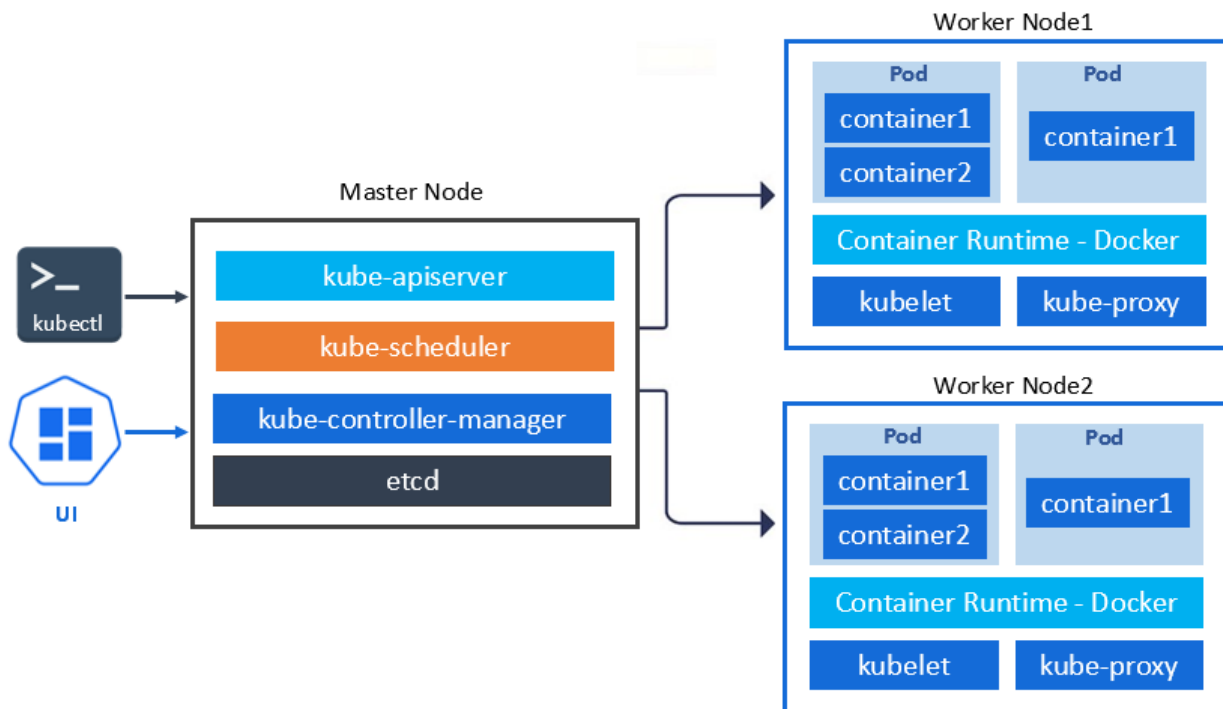 Worker Node1
Pod
container1
container2
Pod
container1
Container Runtime - Docker
kubelet
kube-proxy
Master Node
kube-apiserver
kube-scheduler
kube-controller-manager
etcd
kubectl
UI
Worker Node2
Pod
container1
container2
Pod
container1
Container Runtime - Docker
kubelet
kube-proxy